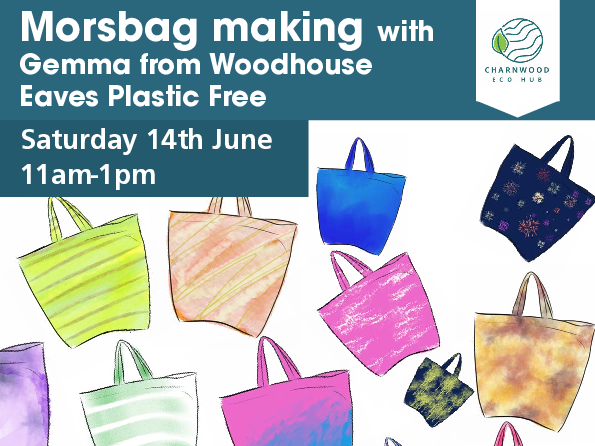 Morsbag making with
Gemma from Woodhouse
Eaves Plastic Free
CHARNWOOD
ECO HUB
Saturday 14th June
11am-1pm